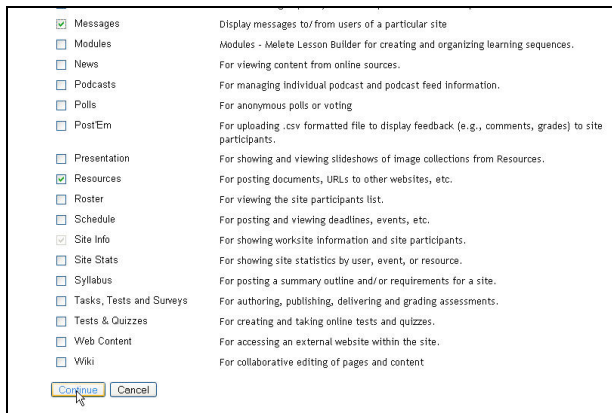 Messages Display messages to/from users of a particular site
Modules Modules - Melete Lesson Builder for creating and organizing learning sequences.
News For viewing content from online sources.
Podcasts For managing individual podcast and podcast feed information.
Polls For anonymous polls or voting
Post'Em For uploading .csv formatted file to display feedback (e.g., comments, grades) to site
participants.
Presentation For showing and viewing slideshows of image collections from Resources.
Resources For posting documents, URLs to other websites, etc.
Roster For viewing the site participants list.
Schedule For posting and viewing deadlines, events, etc.
Site Info For showing worksite information and site participants.
Site Stats For showing site statistics by user, event, or resource.
Syllabus For posting a summary outline and/or requirements for a site.
Tasks, Tests and Surveys For authoring, publishing, delivering and grading assessments.
Tests & Quizzes For creating and taking online tests and quizzes.
Web Content For accessing an external website within the site.
Wiki For collaborative editing of pages and content
Continue Cancel